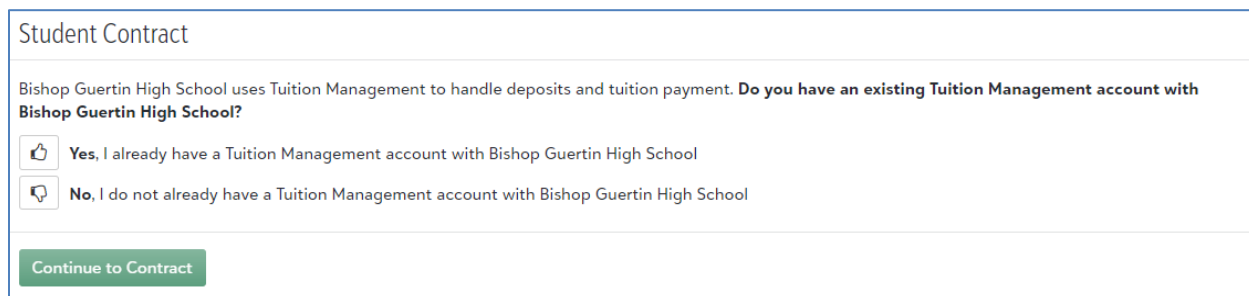 Student Contract
Bishop Guertin High School uses Tuition Management to handle deposits and tuition payment. Do you have an existing Tuition Management account with
Bishop Guertin High School?
Yes, I already have a Tuition Management account with Bishop Guertin High School
No, I do not already have a Tuition Management account with Bishop Guertin High School
Continue to Contract